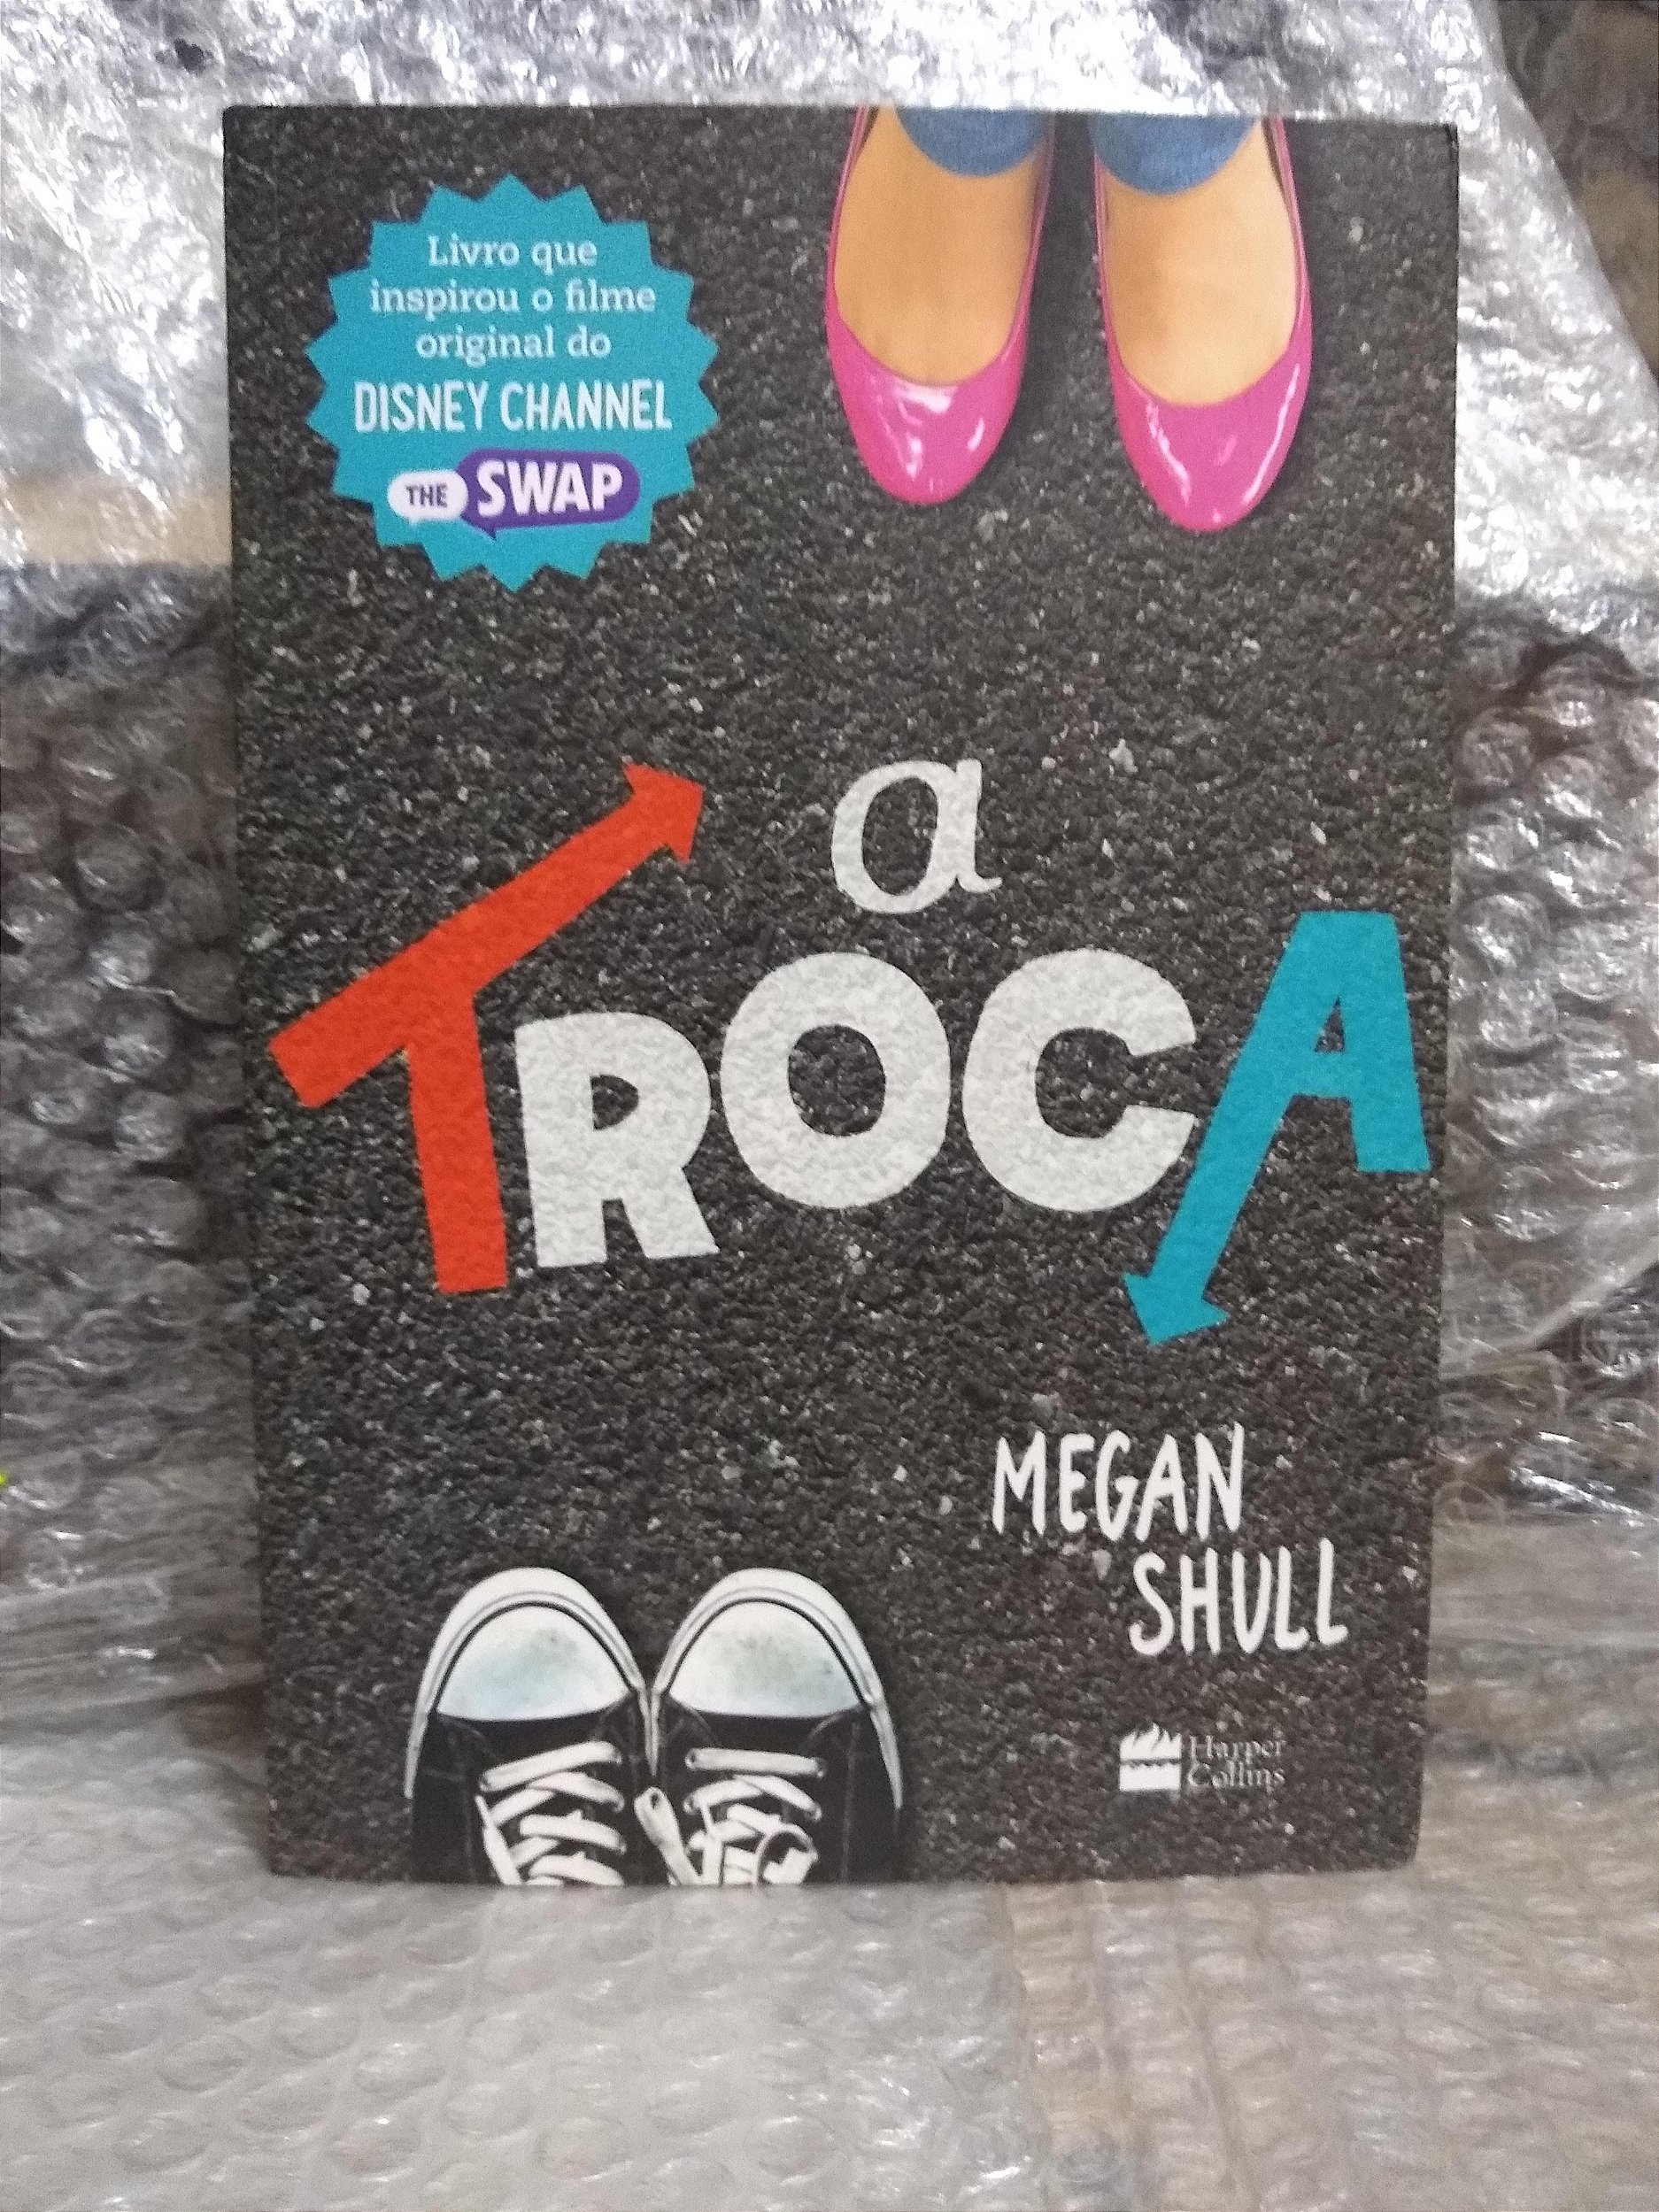 Livro que
inspirou o filme
original do
DISNEY CHANNEL
THE SWAP
a
TROCA
MEGAN
SHULL
Harper
Collins